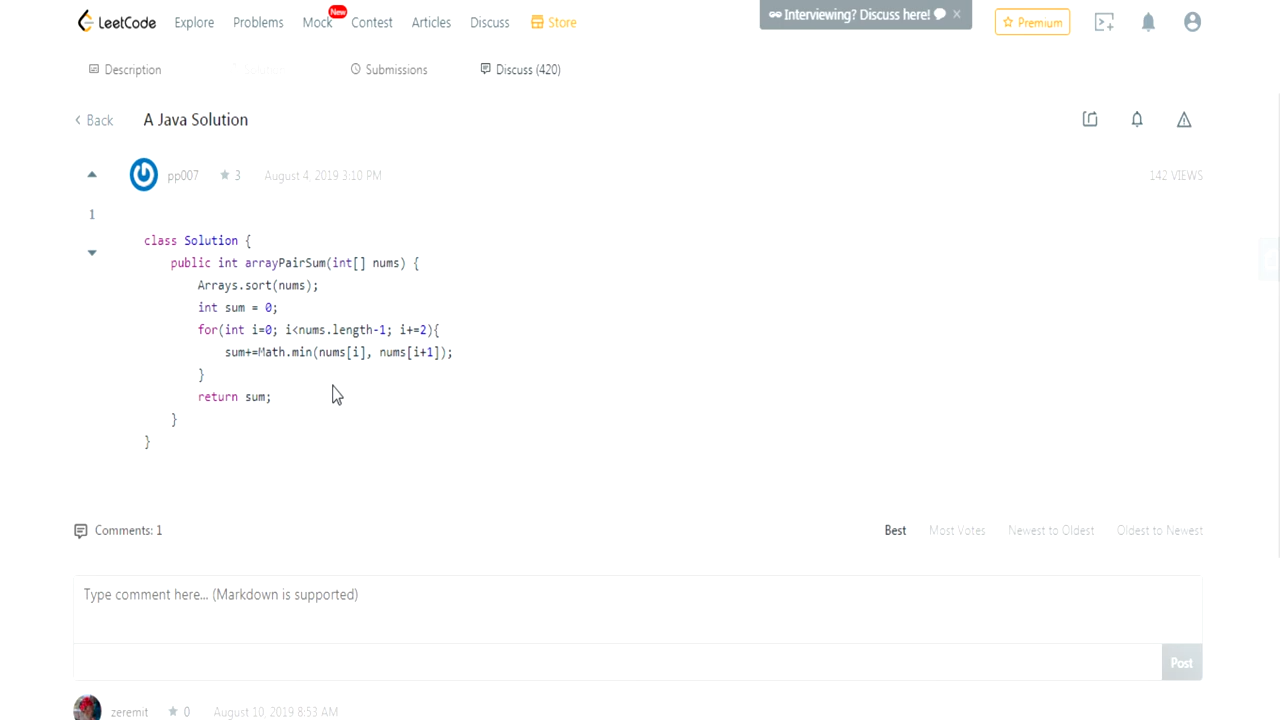 LeetCode Explore Problems Mock New Contest Articles Discuss Store Interviewing? Discuss here! × Premium
Description Solution Submissions Discuss (420)
Back A Java Solution
pp007 3 August 4, 2019 3:10 PM 142 VIEWS
1
class Solution {
public int arrayPairSum(int[] nums) {
Arrays.sort(nums);
int sum = 0;
for(int i=0; i<nums.length-1; i+=2){
sum+=Math.min(nums[i], nums[i+1]);
}
return sum;
}
}
Comments: 1 Best Most Votes Newest to Oldest Oldest to Newest
Type comment here... (Markdown is supported)
Post
zeremit 0 August 10, 2019 8:53 AM